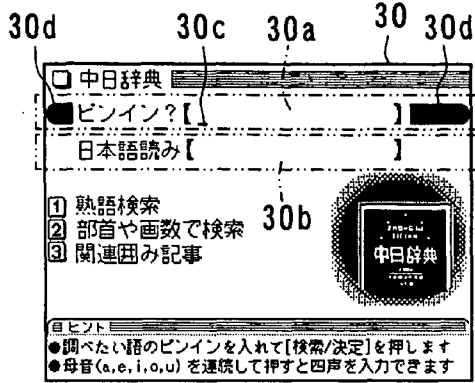 30d 30c 30a 30 30d
中日辞典
ピンイン?【_ 】
日本語読み【 】
30b
1 熟語検索
2 部首や画数で検索
3 関連囲み記事
中日辞典
ヒント
●調べたい語のピンインを入れて[検索/決定]を押します
●母音(a,e,i,o,u)を連続して押すと四声を入力できます